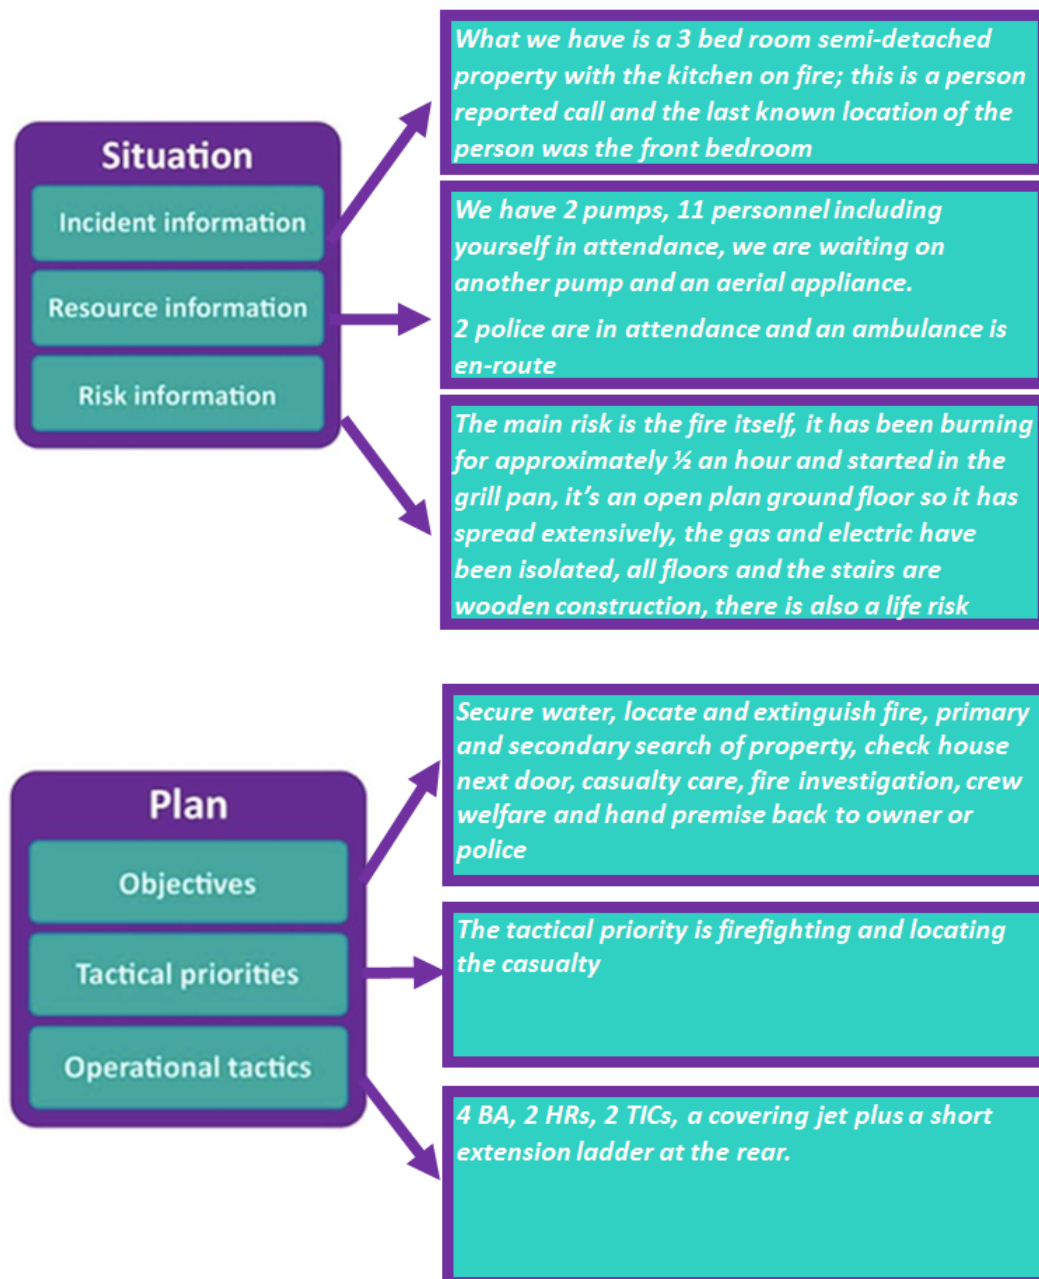 What we have is a 3 bed room semi-detached
property with the kitchen on fire; this is a person
reported call and the last known location of the
person was the front bedroom
Situation
Incident information
Resource information
Risk information
We have 2 pumps, 11 personnel including
yourself in attendance, we are waiting on
another pump and an aerial appliance.
2 police are in attendance and an ambulance is
en-route
The main risk is the fire itself, it has been burning
for approximately ½ an hour and started in the
grill pan, it's an open plan ground floor so it has
spread extensively, the gas and electric have
been isolated, all floors and the stairs are
wooden construction, there is also a life risk
Plan
Objectives
Tactical priorities
Operational tactics
Secure water, locate and extinguish fire, primary
and secondary search of property, check house
next door, casualty care, fire investigation, crew
welfare and hand premise back to owner or
police
The tactical priority is firefighting and locating
the casualty
4 BA, 2 HRs, 2 TICs, a covering jet plus a short
extension ladder at the rear.